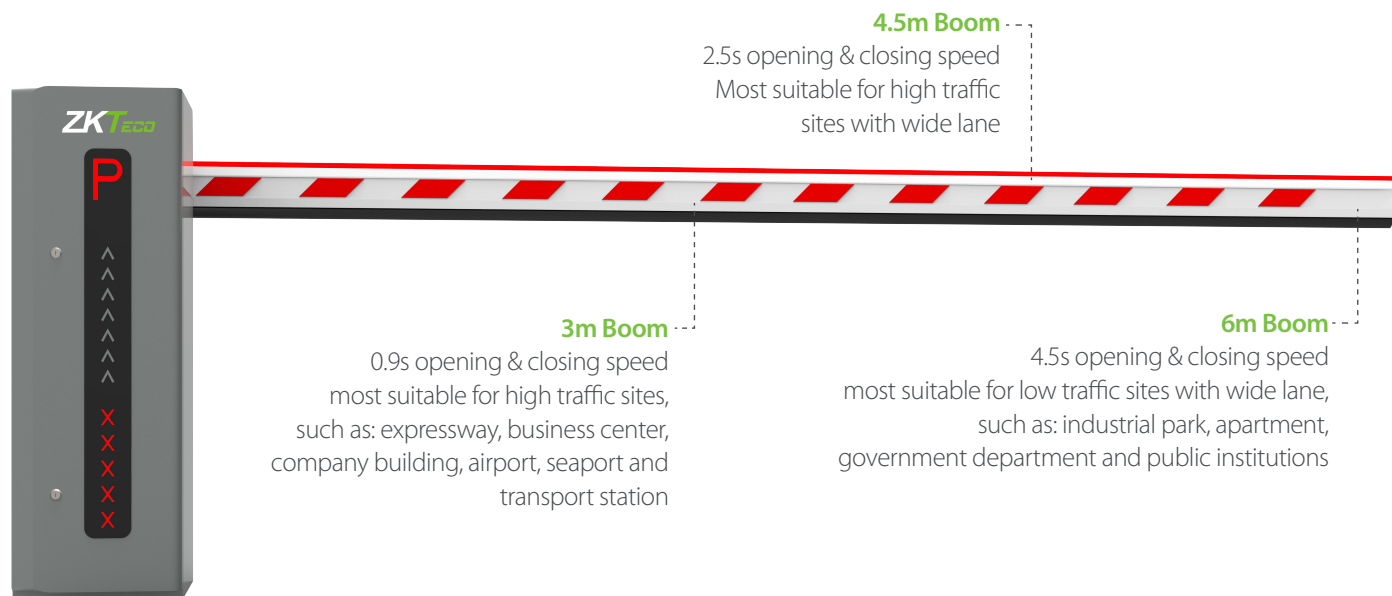 4.5m Boom
2.5s opening & closing speed
Most suitable for high traffic
sites with wide lane
ZKTeco
P
X
X
X
X
X
3m Boom
0.9s opening & closing speed
most suitable for high traffic sites,
such as: expressway, business center,
company building, airport, seaport and
transport station
6m Boom
4.5s opening & closing speed
most suitable for low traffic sites with wide lane,
such as: industrial park, apartment,
government department and public institutions